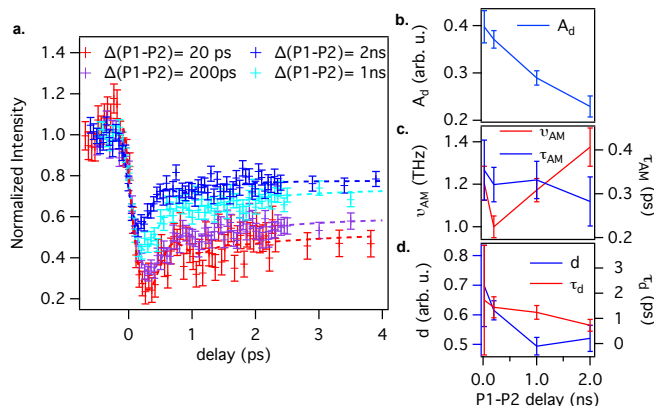 a.
Δ(P1-P2)= 20 ps
Δ(P1-P2)= 2ns
Δ(P1-P2)= 200ps
Δ(P1-P2)= 1ns
Normalized Intensity
1.4
1.2
1.0
0.8
0.6
0.4
0.2
0
1
2
3
4
delay (ps)
b.
A_d
A_d (arb. u.)
0.4
0.3
0.2
c.
υ_AM
τ_AM
υ_AM (THz)
1.4
1.2
1.0
0.4
0.3
0.2
τ_AM (ps)
d.
d
τ_d
d (arb. u.)
0.8
0.7
0.6
0.5
3
2
1
0
τ_d (ps)
0.0
1.0
2.0
P1-P2 delay (ns)